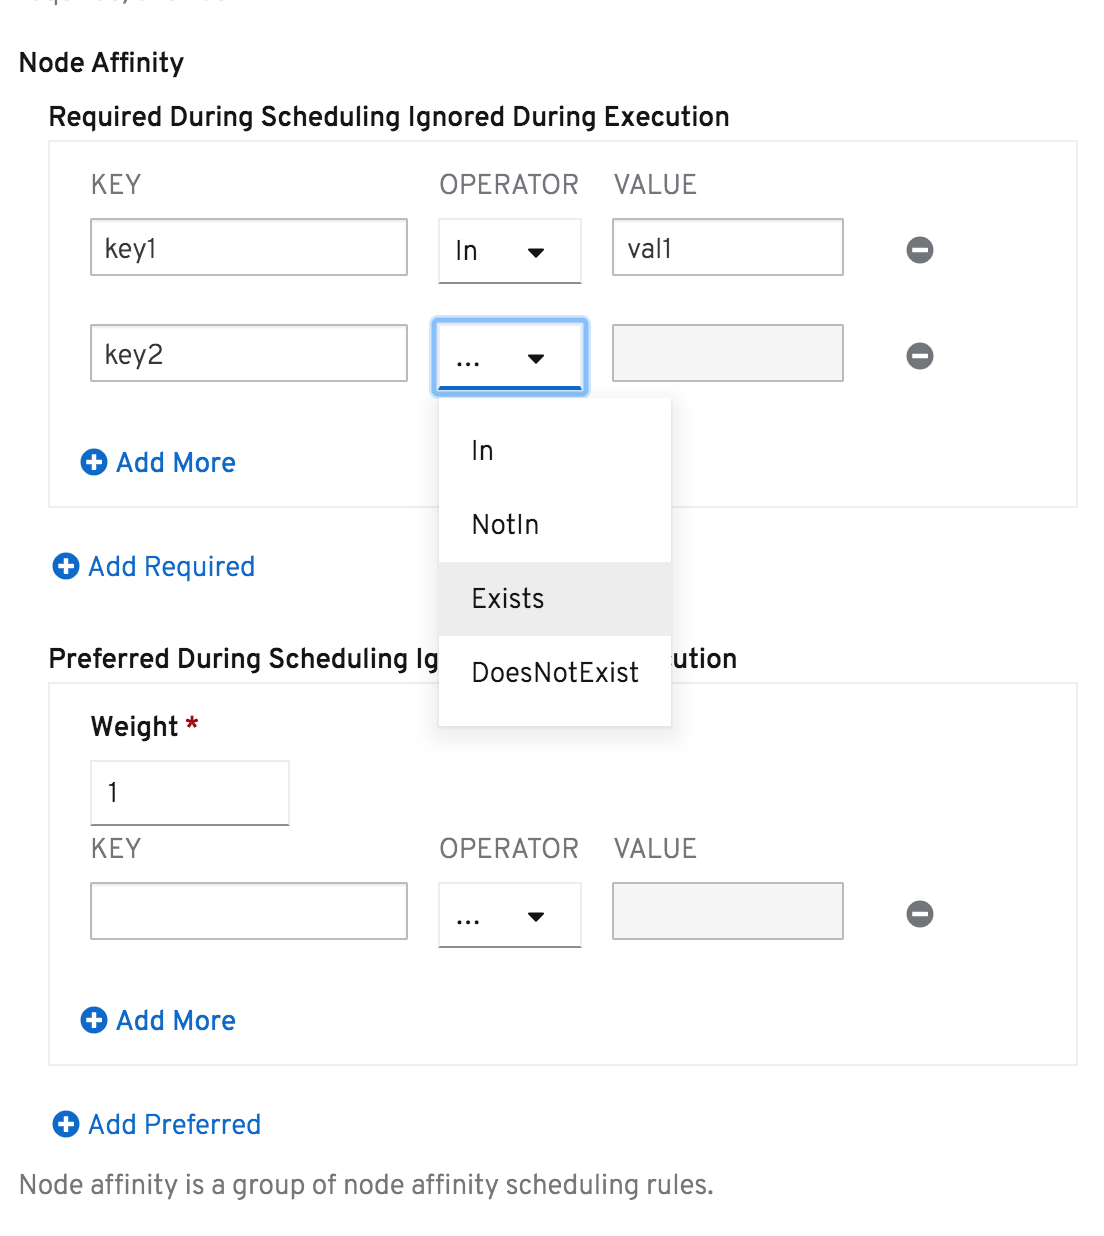 Node Affinity
Required During Scheduling Ignored During Execution
KEY OPERATOR VALUE
key1 In val1
key2 ...
In
NotIn
Exists
DoesNotExist
Add More
Add Required
Preferred During Scheduling Ig ution
Weight *
1
KEY OPERATOR VALUE
...
Add More
Add Preferred
Node affinity is a group of node affinity scheduling rules.